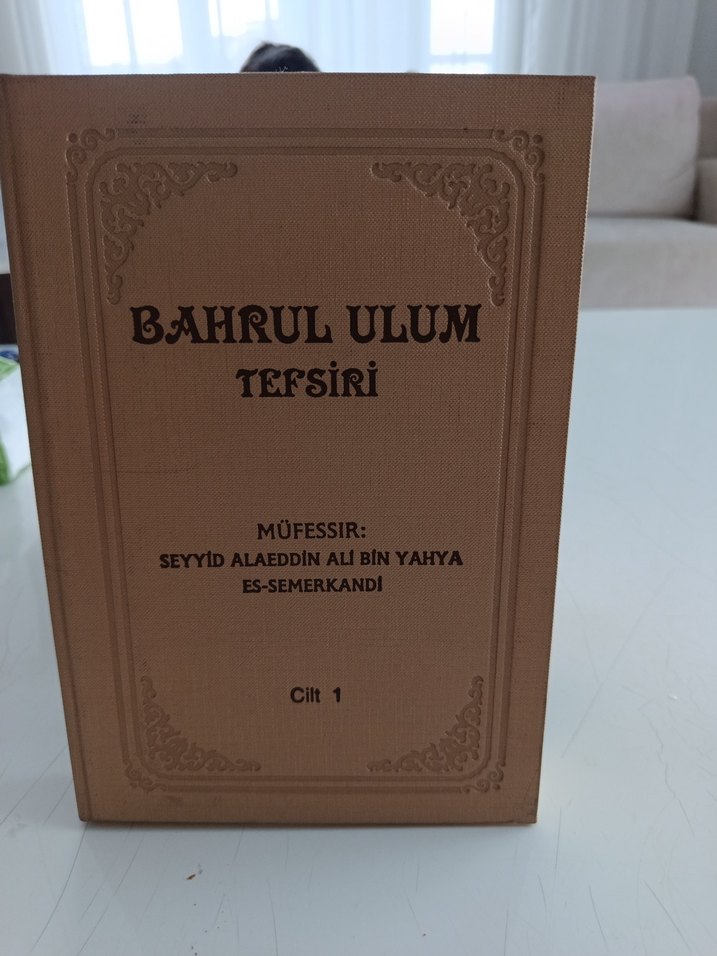 BAHRUL ULUM
TEFSİRİ
MÜFESSIR:
SEYYİD ALAEDDİN ALİ BİN YAHYA
ES-SEMERKANDİ
Cilt 1